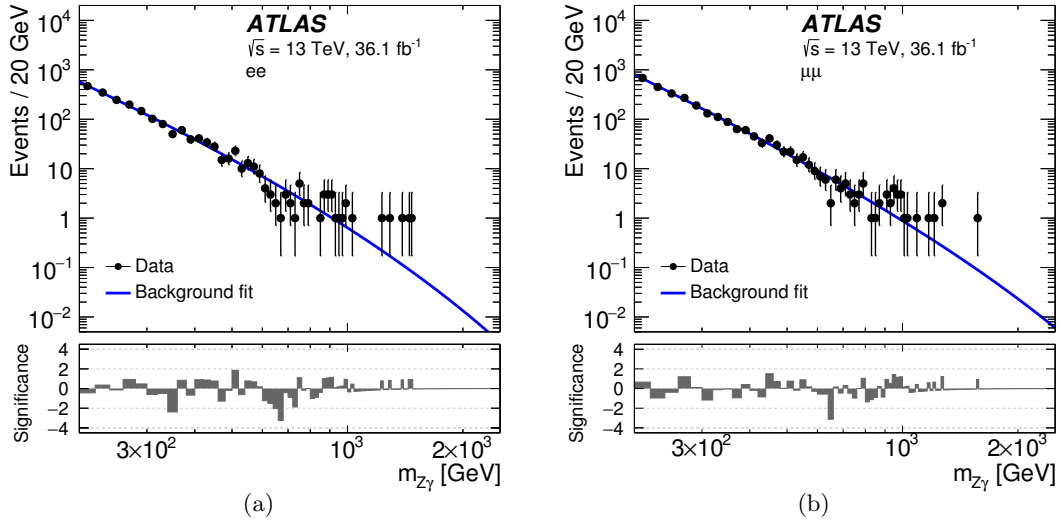 Events / 20 GeV
10⁴
10³
10²
10
1
10⁻¹
10⁻²
ATLAS
√s = 13 TeV, 36.1 fb⁻¹
ee
Data
Background fit
Significance
4
2
0
−2
−4
3×10² 10³ 2×10³
m_Zγ [GeV]
(a)
Events / 20 GeV
10⁴
10³
10²
10
1
10⁻¹
10⁻²
ATLAS
√s = 13 TeV, 36.1 fb⁻¹
μμ
Data
Background fit
Significance
4
2
0
−2
−4
3×10² 10³ 2×10³
m_Zγ [GeV]
(b)